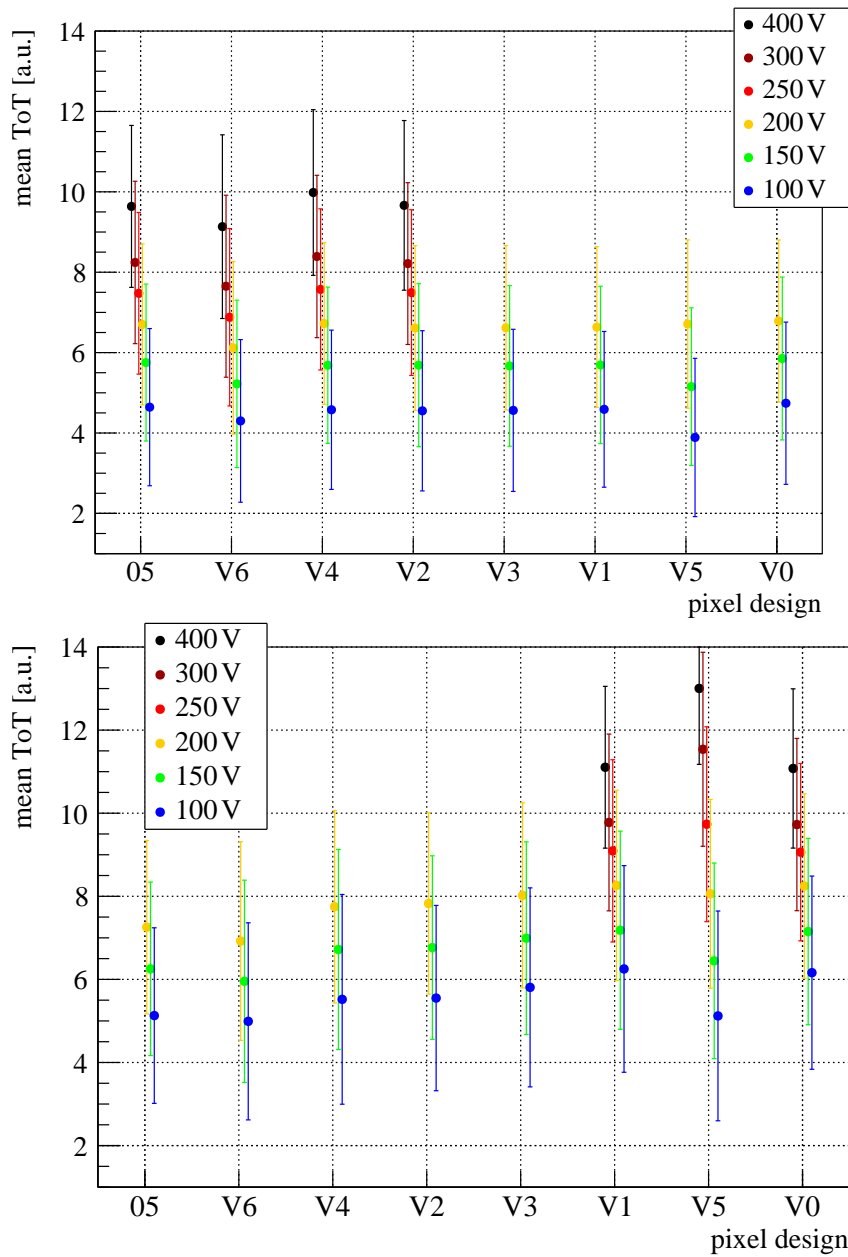 14
12
10
8
6
4
2
mean ToT [a.u.]
400 V
300 V
250 V
200 V
150 V
100 V
05 V6 V4 V2 V3 V1 V5 V0
pixel design
14
12
10
8
6
4
2
mean ToT [a.u.]
400 V
300 V
250 V
200 V
150 V
100 V
05 V6 V4 V2 V3 V1 V5 V0
pixel design